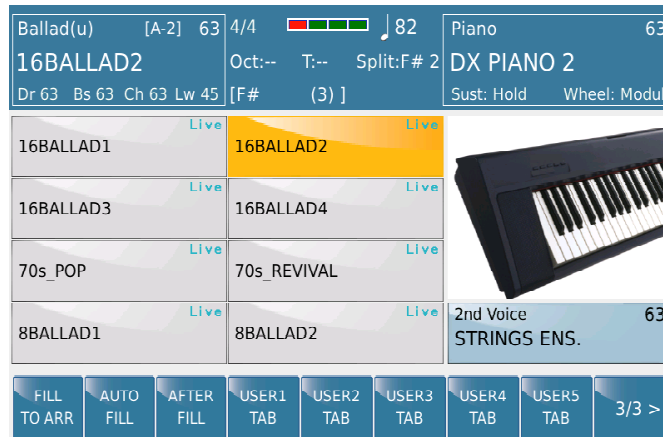 Ballad(u) [A-2] 63
16BALLAD2
Dr 63 Bs 63 Ch 63 Lw 45
4/4 82
Oct:-- T:-- Split:F# 2
[F# (3) ]
Piano 63
DX PIANO 2
Sust: Hold Wheel: Modul
Live
16BALLAD1
Live
16BALLAD2
Live
16BALLAD3
Live
16BALLAD4
Live
70s_POP
Live
70s_REVIVAL
Live
8BALLAD1
Live
8BALLAD2
2nd Voice 63
STRINGS ENS.
FILL
TO ARR
AUTO
FILL
AFTER
FILL
USER1
TAB
USER2
TAB
USER3
TAB
USER4
TAB
USER5
TAB
3/3 >